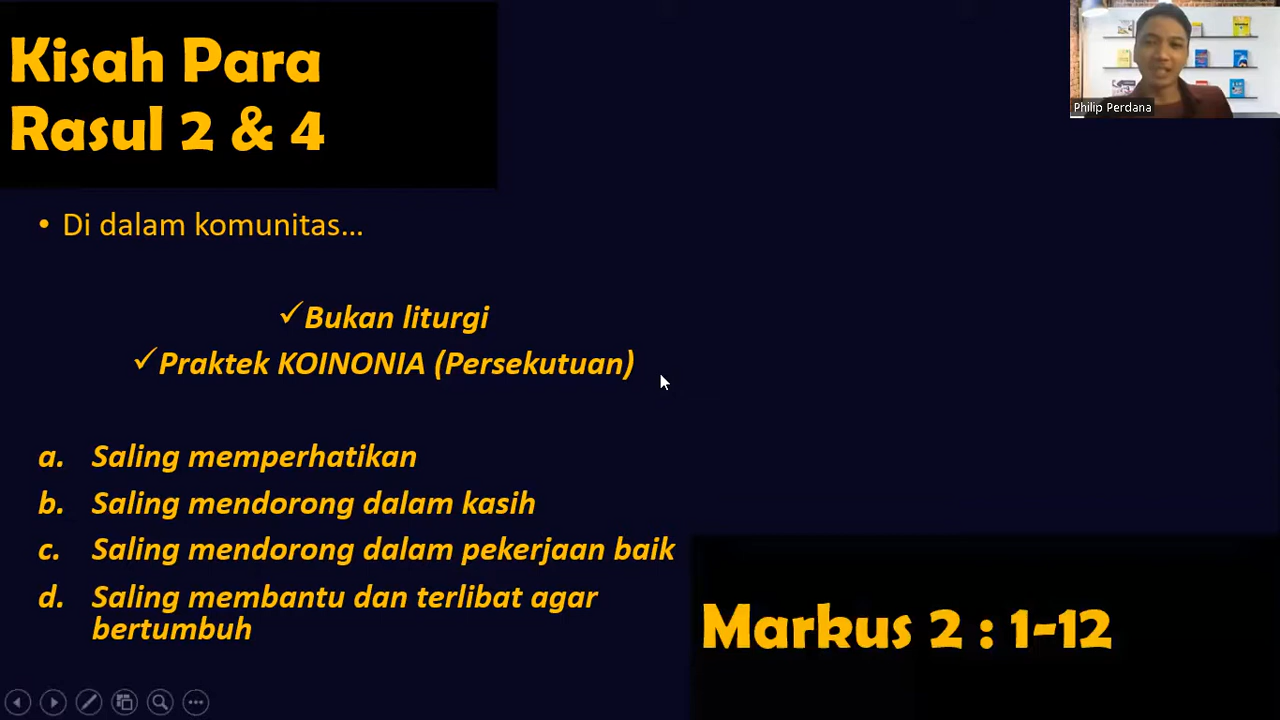 Kisah Para
Rasul 2 & 4
Philip Perdana
• Di dalam komunitas...
✓Bukan liturgi
✓Praktek KOINONIA (Persekutuan)
a. Saling memperhatikan
b. Saling mendorong dalam kasih
c. Saling mendorong dalam pekerjaan baik
d. Saling membantu dan terlibat agar
bertumbuh
Markus 2 : 1-12